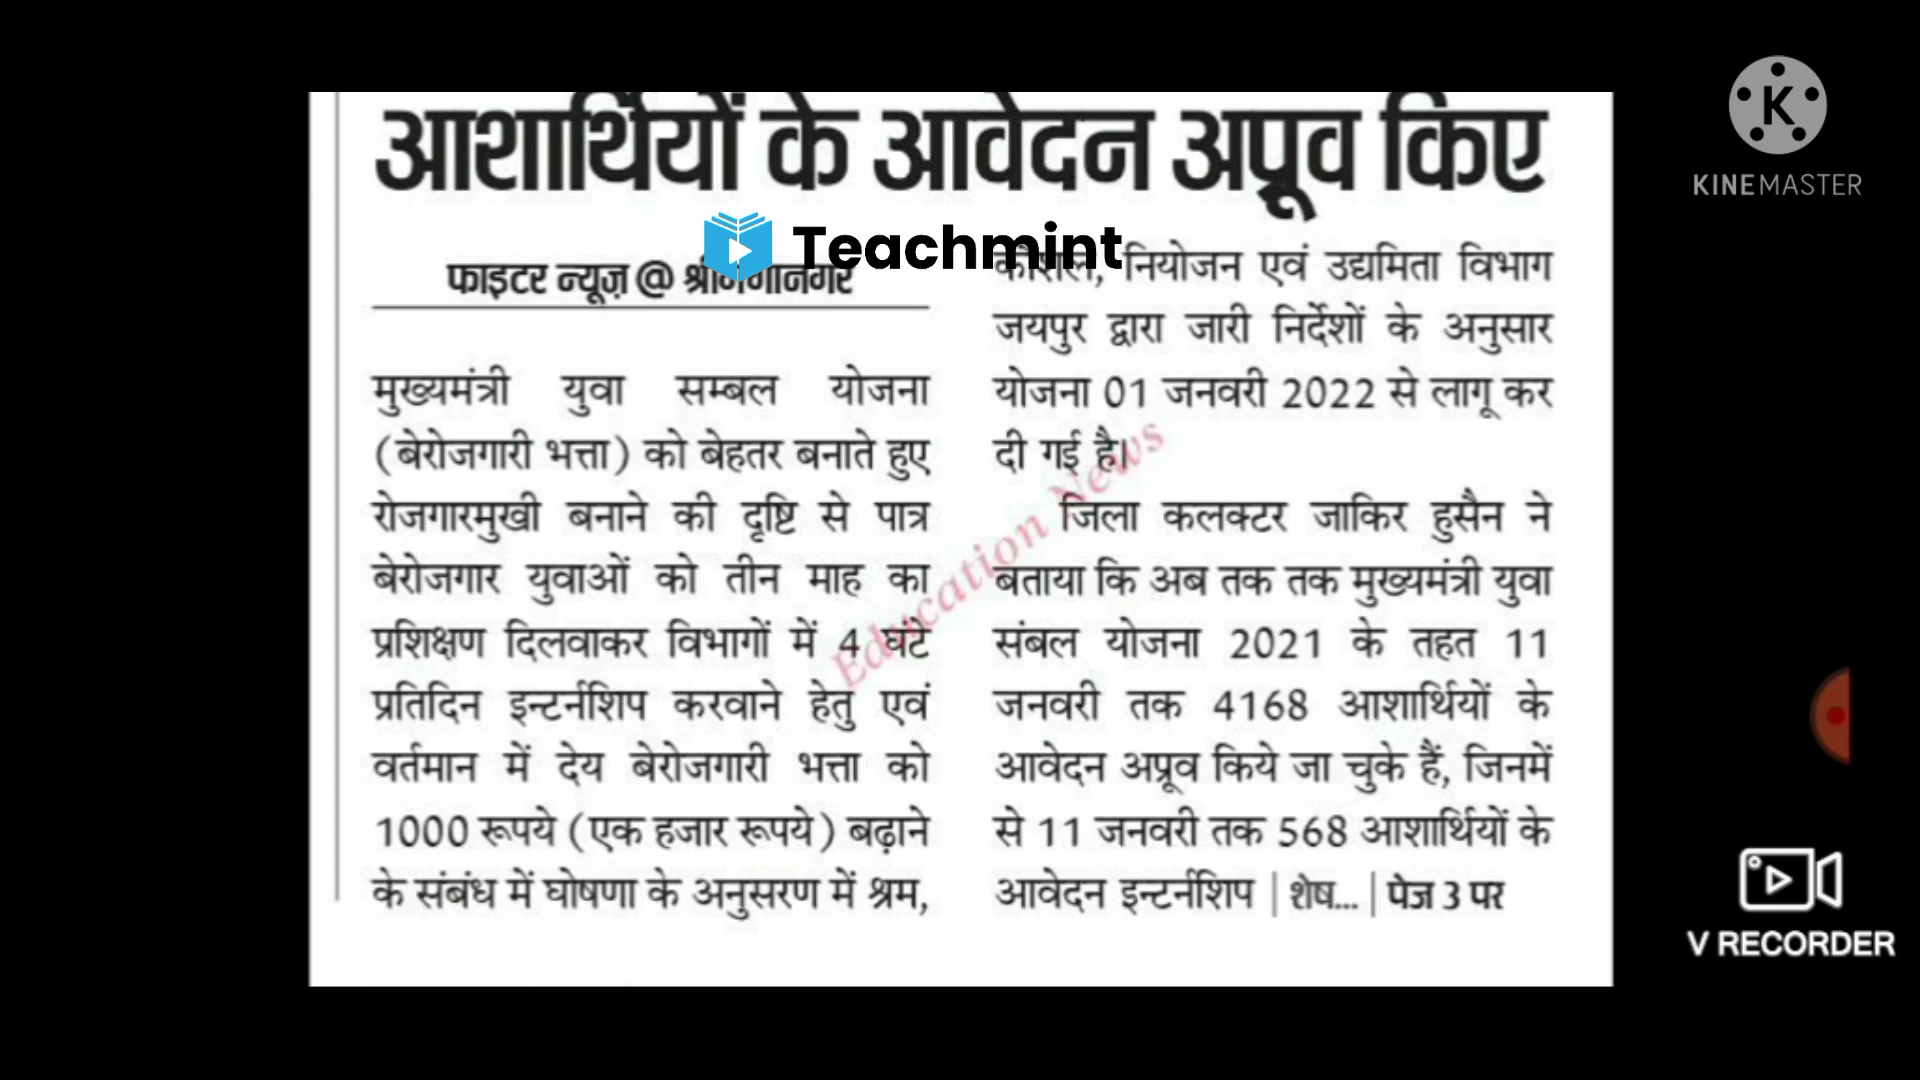 आशार्थियों के आवेदन अप्रूव किए
Teachmint
फाइटर न्यूज़ @ श्रीगंगानगर
मुख्यमंत्री युवा सम्बल योजना
(बेरोजगारी भत्ता) को बेहतर बनाते हुए
रोजगारमुखी बनाने की दृष्टि से पात्र
बेरोजगार युवाओं को तीन माह का
प्रशिक्षण दिलवाकर विभागों में 4 घंटे
प्रतिदिन इन्टर्नशिप करवाने हेतु एवं
वर्तमान में देय बेरोजगारी भत्ता को
1000 रूपये (एक हजार रूपये) बढ़ाने
के संबंध में घोषणा के अनुसरण में श्रम,
कौशल, नियोजन एवं उद्यमिता विभाग
जयपुर द्वारा जारी निर्देशों के अनुसार
योजना 01 जनवरी 2022 से लागू कर
दी गई है।
जिला कलक्टर जाकिर हुसैन ने
बताया कि अब तक तक मुख्यमंत्री युवा
संबल योजना 2021 के तहत 11
जनवरी तक 4168 आशार्थियों के
आवेदन अप्रूव किये जा चुके हैं, जिनमें
से 11 जनवरी तक 568 आशार्थियों के
आवेदन इन्टर्नशिप | शेष... | पेज 3 पर
Education News
K
KINEMASTER
V RECORDER